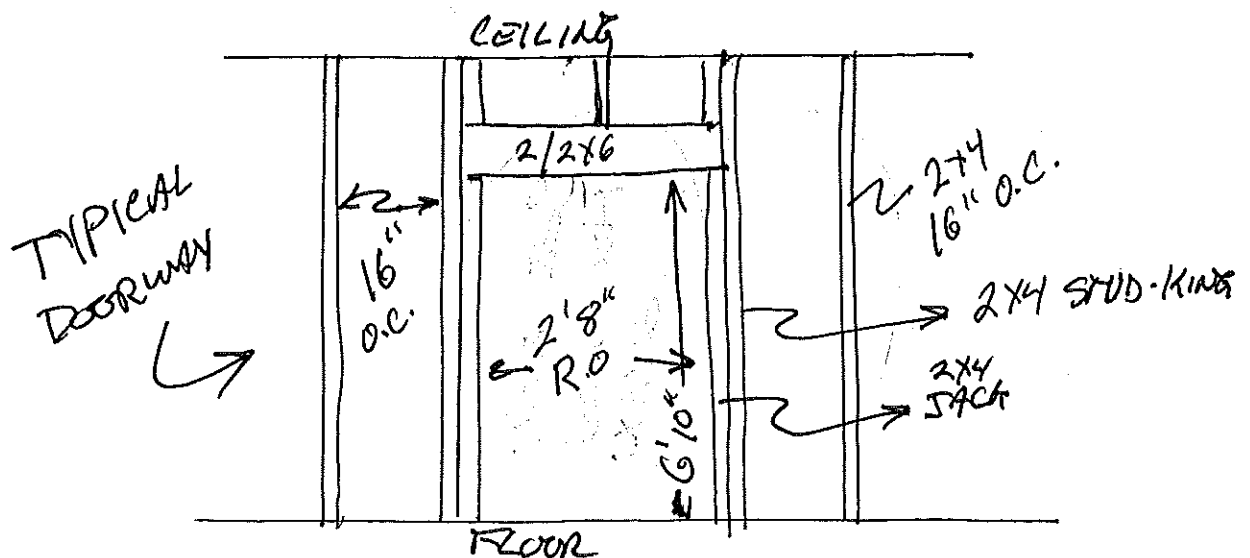 CEILING
2/2X6
TYPICAL
DOORWAY
16"
O.C.
2'8"
R.O
6'10"
2X4
16" O.C.
2X4 STUD-KING
2X4
JACK
FLOOR